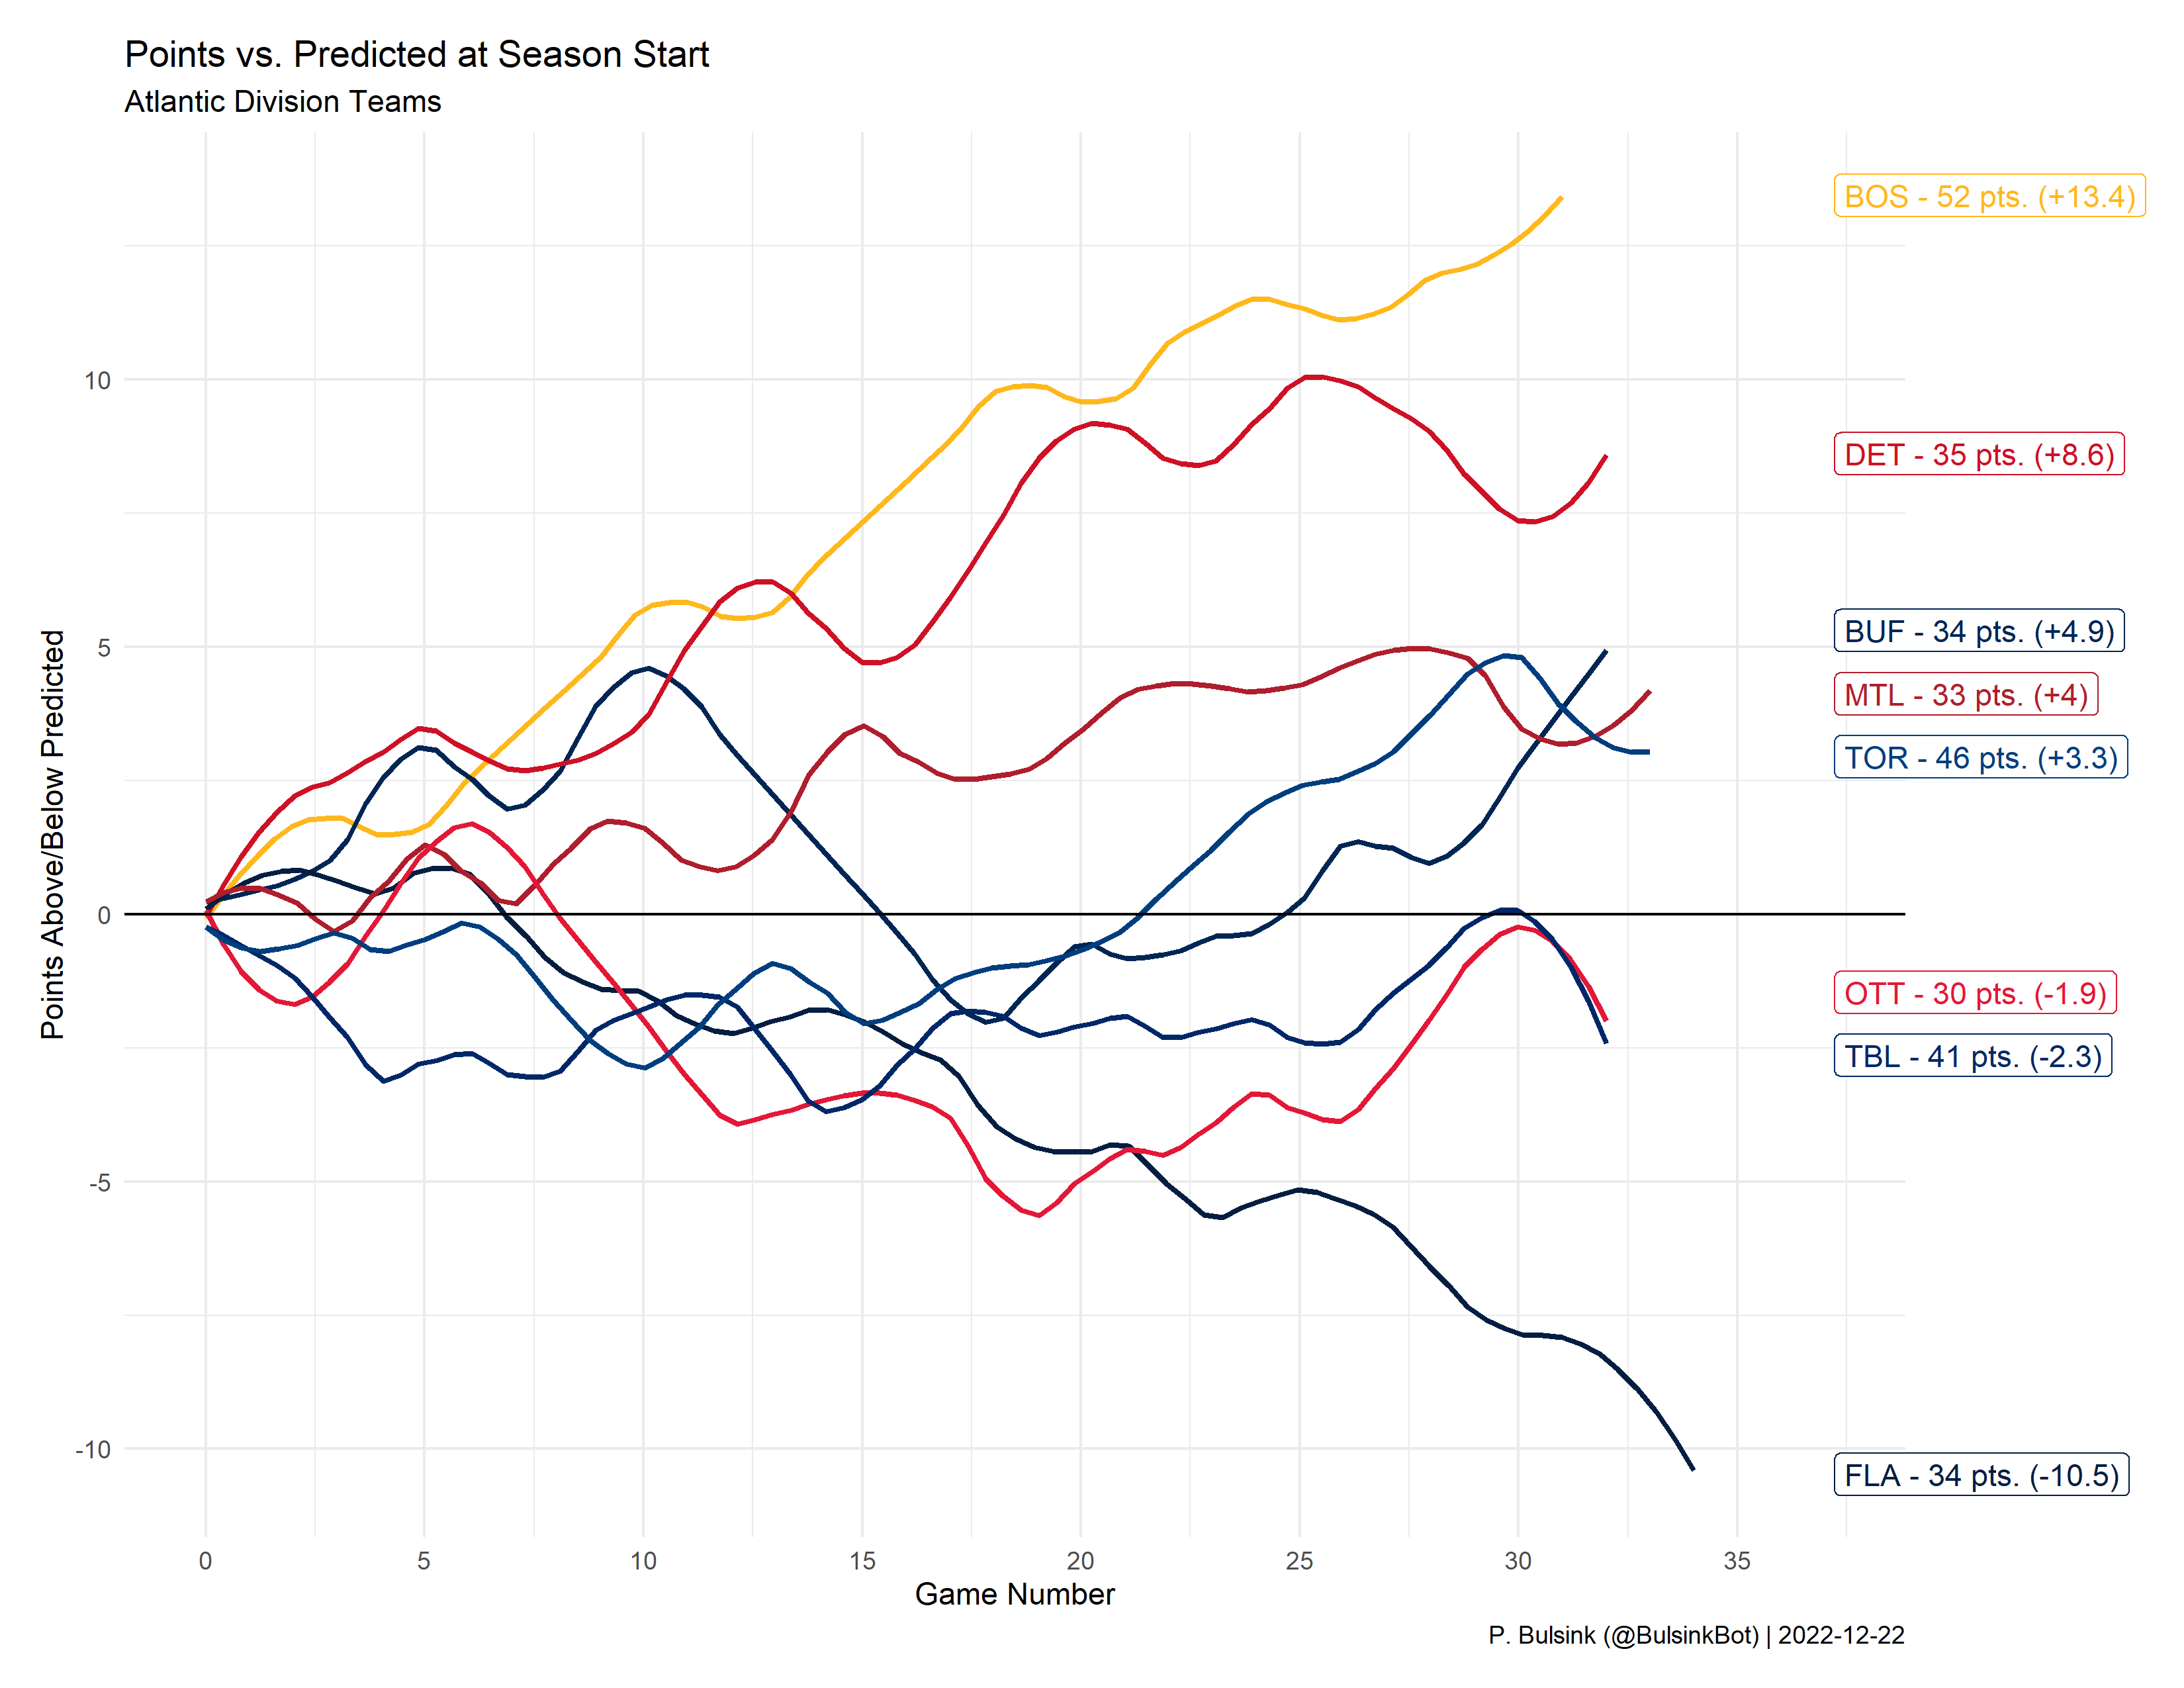 Points vs. Predicted at Season Start
Atlantic Division Teams
Points Above/Below Predicted
10
5
0
-5
-10
BOS - 52 pts. (+13.4)
DET - 35 pts. (+8.6)
BUF - 34 pts. (+4.9)
MTL - 33 pts. (+4)
TOR - 46 pts. (+3.3)
OTT - 30 pts. (-1.9)
TBL - 41 pts. (-2.3)
FLA - 34 pts. (-10.5)
0 5 10 15 20 25 30 35
Game Number
P. Bulsink (@BulsinkBot) | 2022-12-22